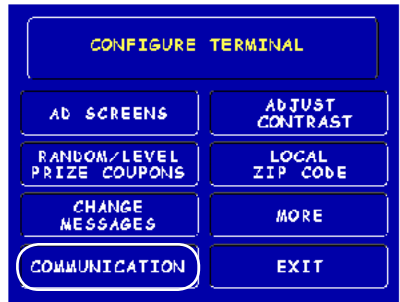 CONFIGURE TERMINAL
AD SCREENS
ADJUST
CONTRAST
RANDOM/LEVEL
PRIZE COUPONS
LOCAL
ZIP CODE
CHANGE
MESSAGES
MORE
COMMUNICATION
EXIT